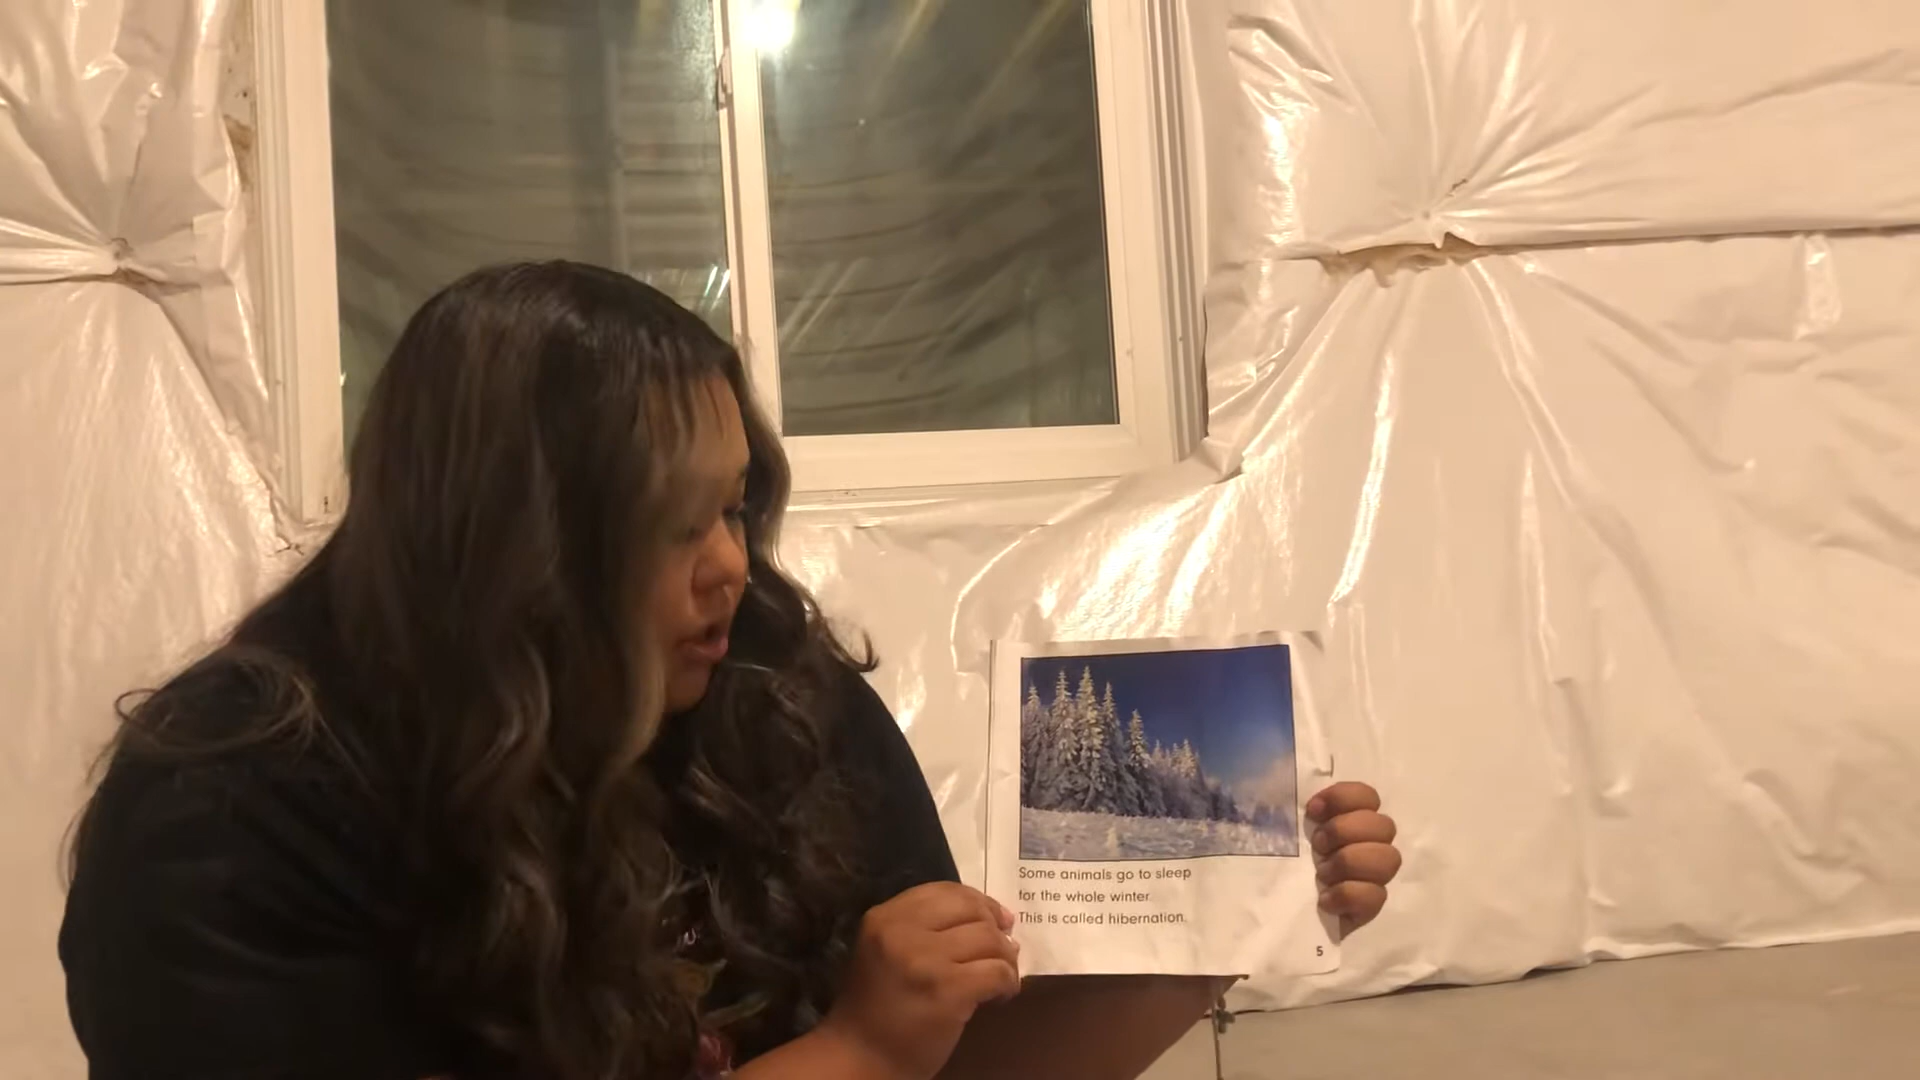 Some animals go to sleep
for the whole winter.
This is called hibernation.
5